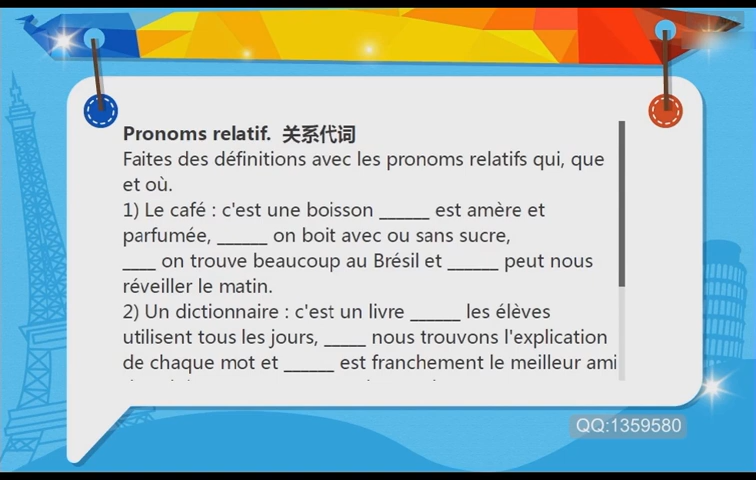 Pronoms relatif. 关系代词
Faites des définitions avec les pronoms relatifs qui, que
et où.
1) Le café : c'est une boisson ______ est amère et
parfumée, ______ on boit avec ou sans sucre,
____ on trouve beaucoup au Brésil et ______ peut nous
réveiller le matin.
2) Un dictionnaire : c'est un livre ______ les élèves
utilisent tous les jours, _____ nous trouvons l'explication
de chaque mot et ______ est franchement le meilleur ami
QQ:1359580